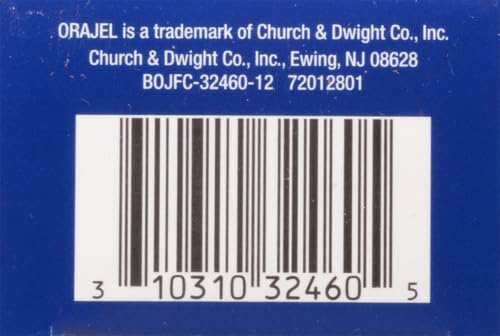 ORAJEL is a trademark of Church & Dwight Co., Inc.
Church & Dwight Co., Inc., Ewing, NJ 08628
BOJFC-32460-12 72012801
3 10310 32460 5